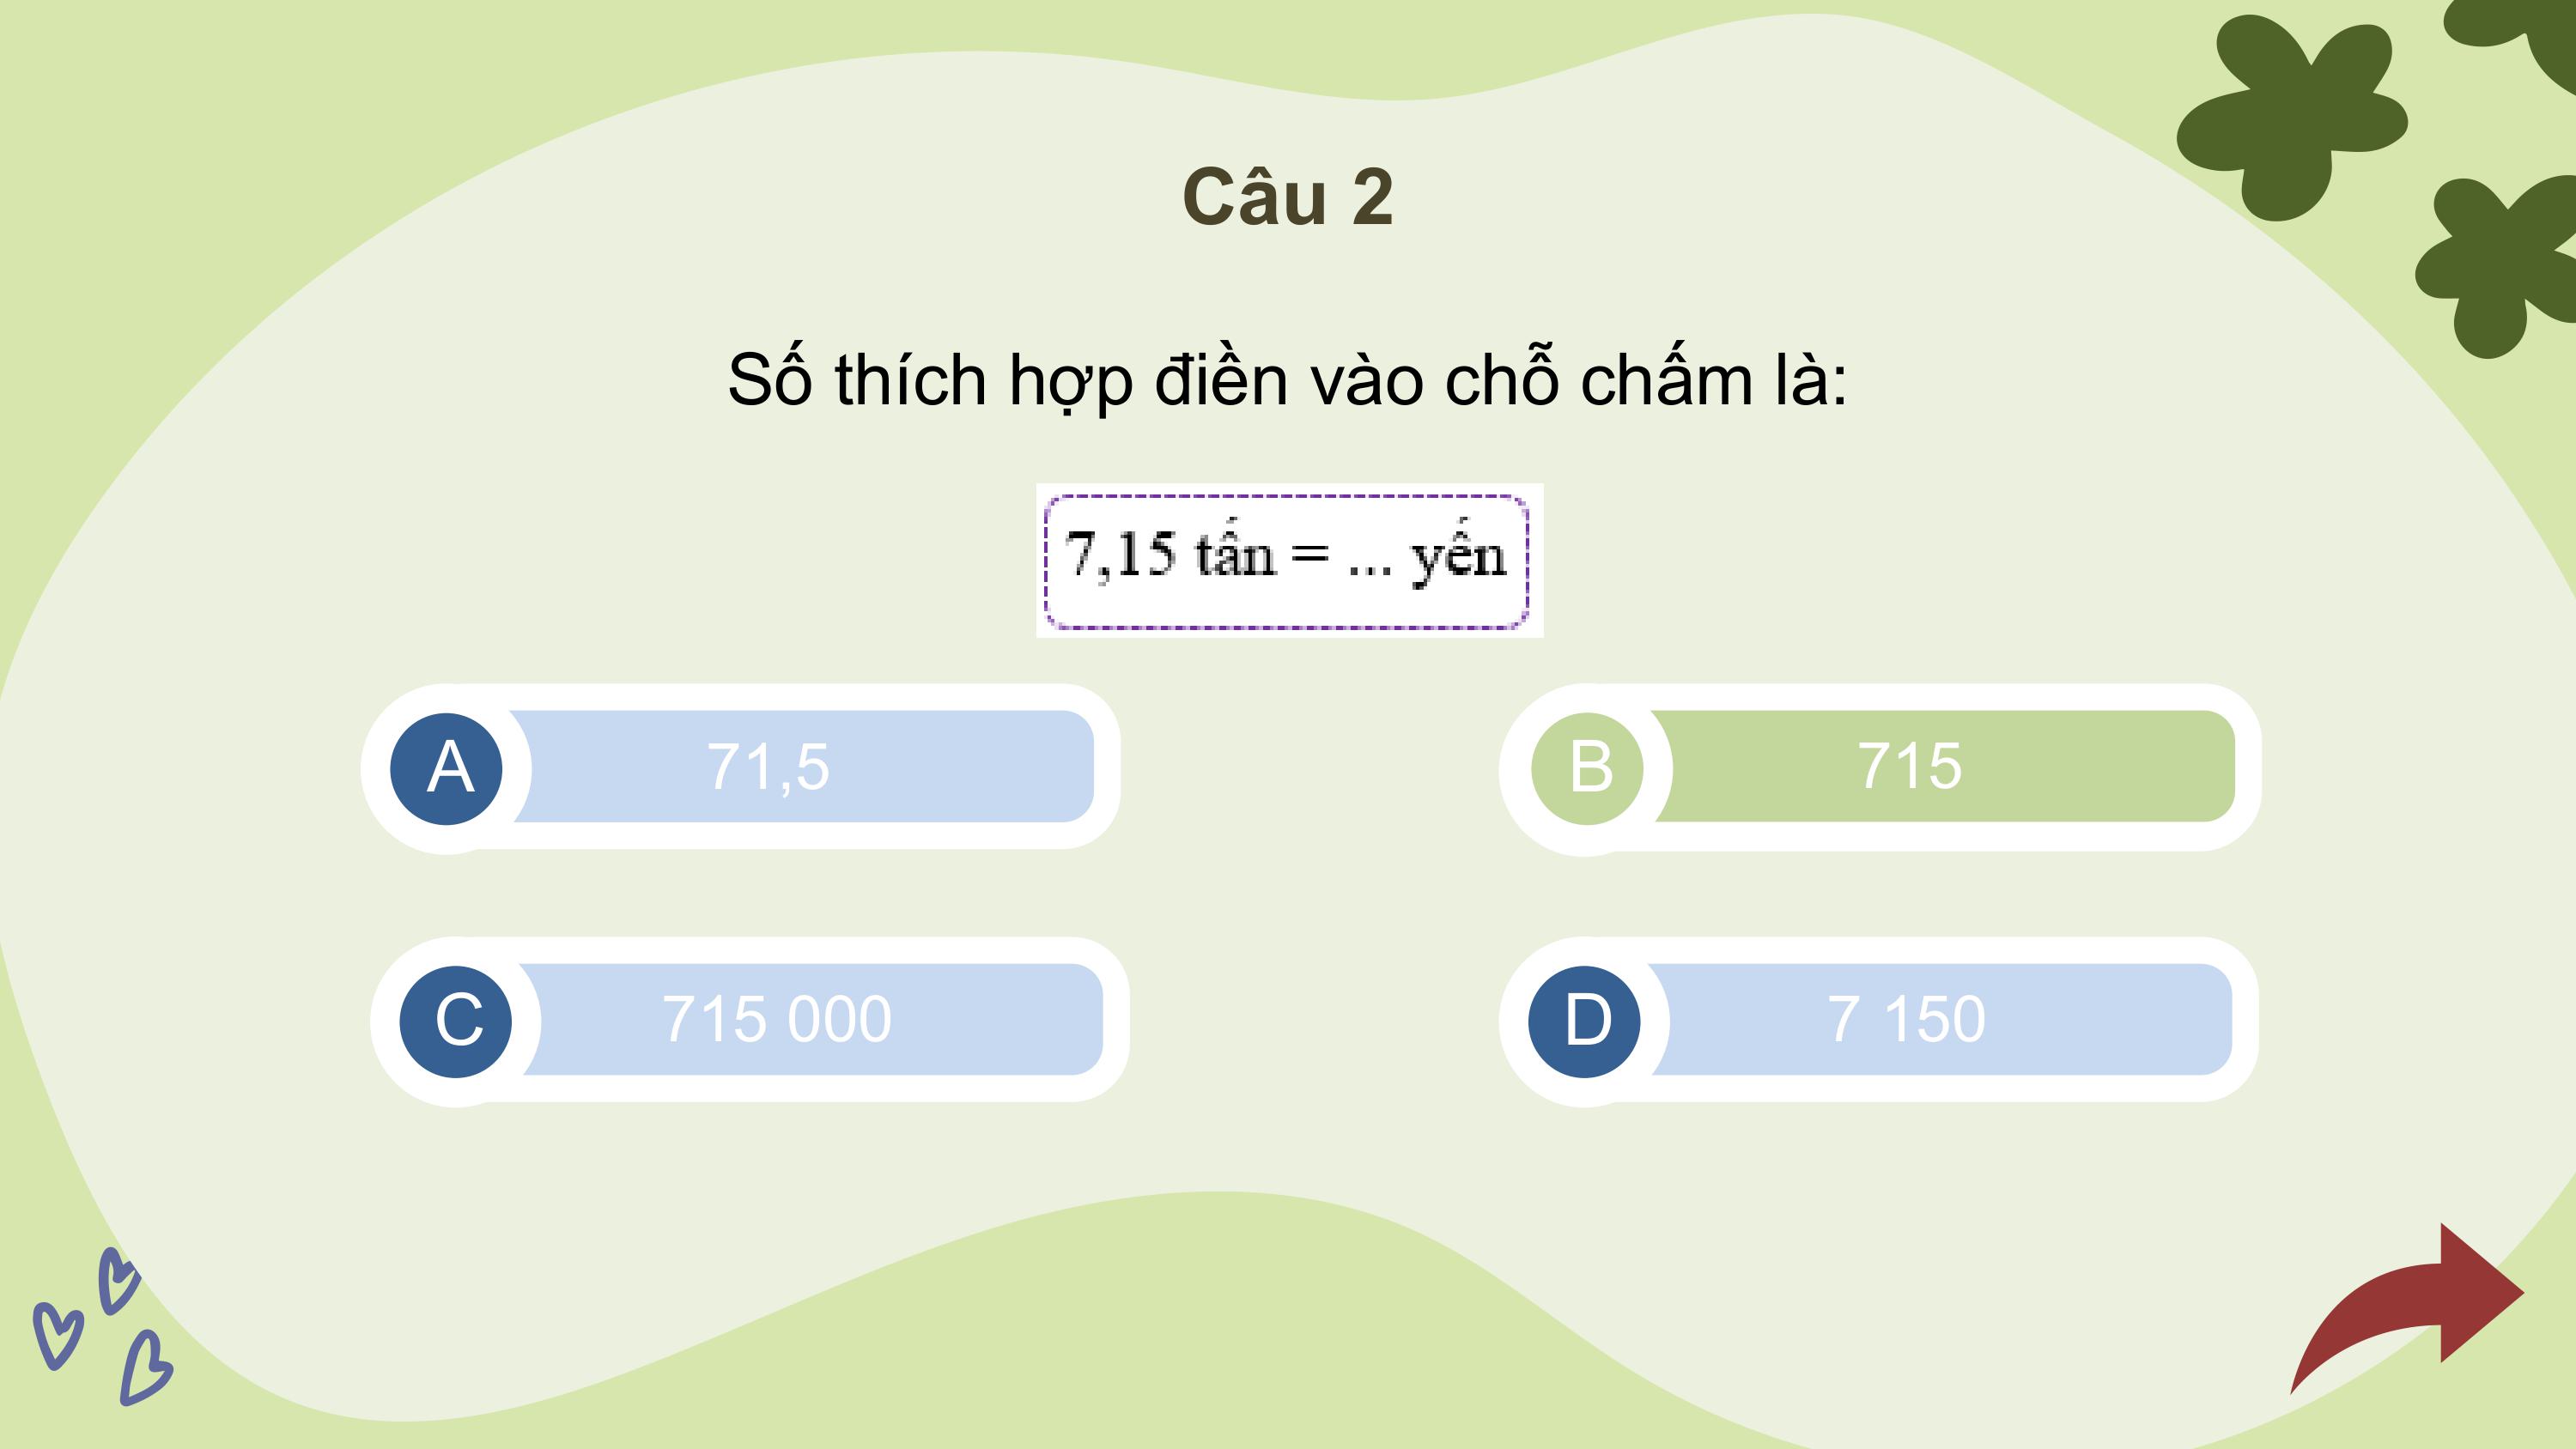 Câu 2
Số thích hợp điền vào chỗ chấm là:
7,15 tấn = ... yến
A 71,5
B 715
C 715 000
D 7 150